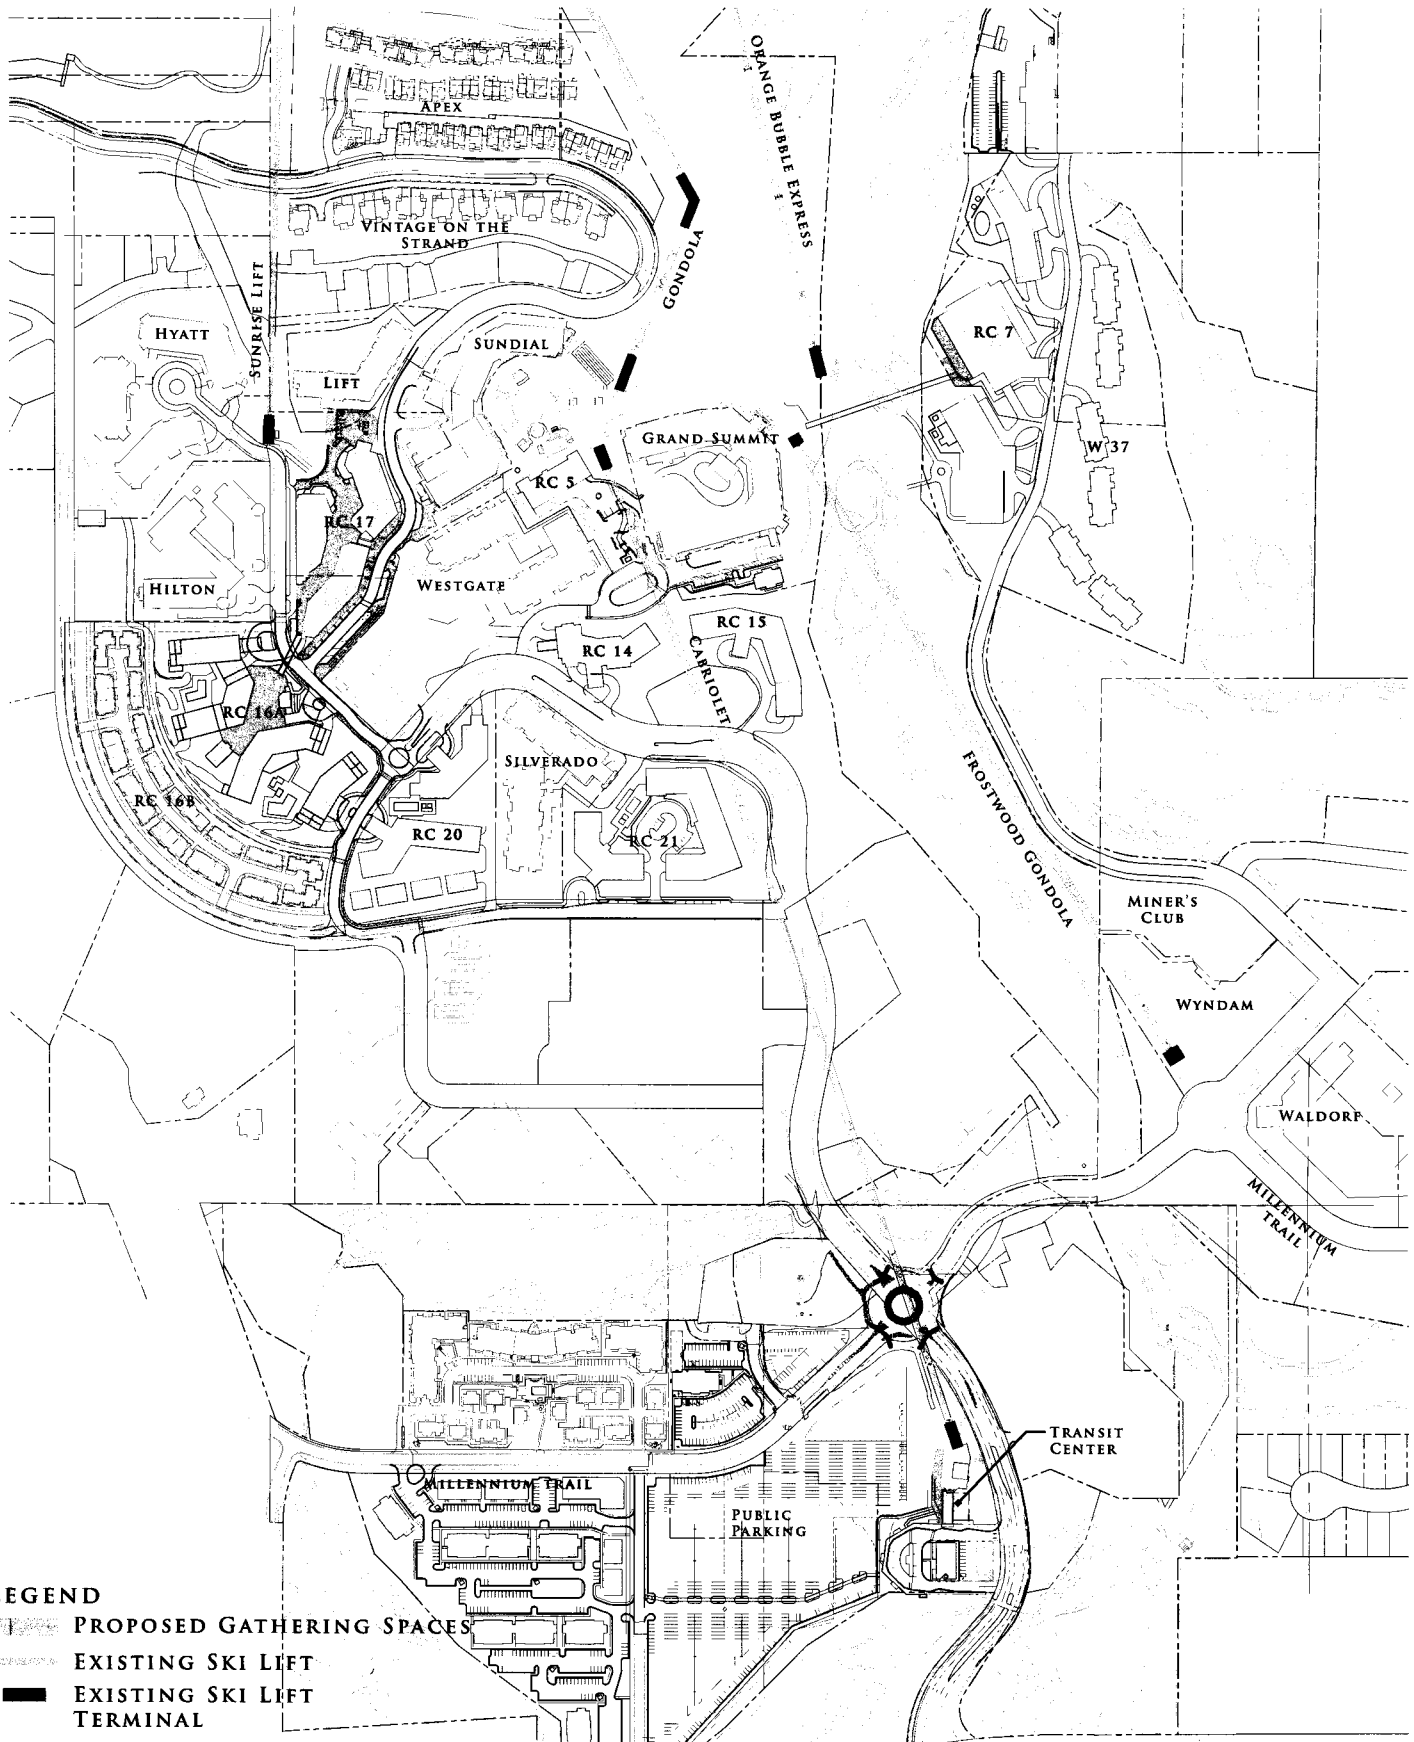 ORANGE BUBBLE EXPRESS
APEX
VINTAGE ON THE
STRAND
GONDOLA
SUNRISE LIFT
HYATT
SUNDIAL
RC 7
LIFT
GRAND SUMMIT
W 37
RC 5
RC 17
HILTON
WESTGATE
RC 15
RC 14
CABRIOLET
RC 16A
SILVERADO
FROSTWOOD GONDOLA
RC 16B
RC 20
RC 21
MINER'S
CLUB
WYNDAM
WALDORF
MILLENNIUM
TRAIL
TRANSIT
CENTER
MILLENNIUM TRAIL
PUBLIC
PARKING
EGEND
PROPOSED GATHERING SPACES
EXISTING SKI LIFT
EXISTING SKI LIFT
TERMINAL